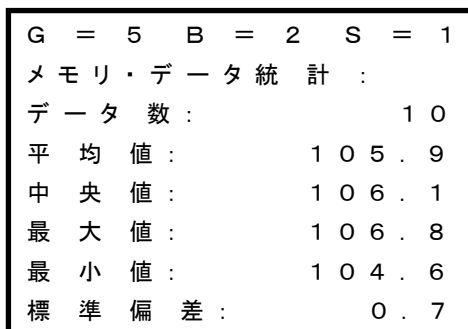 G = 5 B = 2 S = 1
メモリ・データ統計:
データ数: 10
平均値: 105.9
中央値: 106.1
最大値: 106.8
最小値: 104.6
標準偏差: 0.7